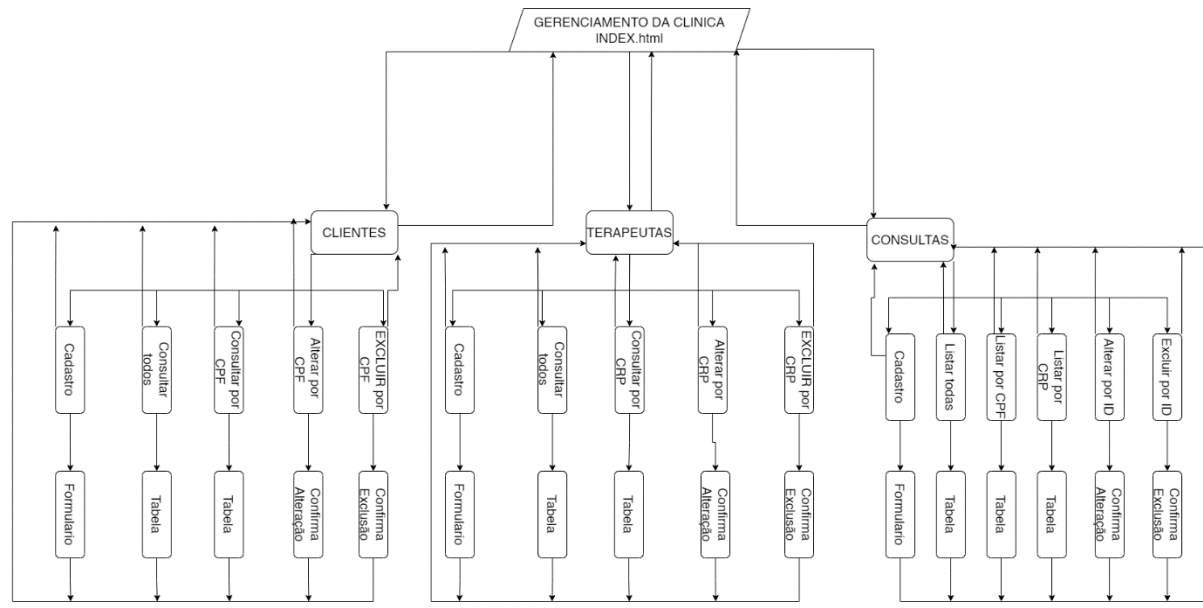 GERENCIAMENTO DA CLINICA
INDEX.html
CLIENTES
TERAPEUTAS
CONSULTAS
Cadastro
Consultar
todos
Consultar por
CPF
Alterar por
CPF
EXCLUIR por
CPF
Cadastro
Consultar
todos
Consultar por
CRP
Alterar por
CRP
EXCLUIR por
CRP
Cadastro
Listar todas
Listar por CPF
Listar por
CRP
Alterar por ID
Excluir por ID
Formulario
Tabela
Tabela
Confirma
Alteração
Confirma
Exclusão
Formulario
Tabela
Tabela
Confirma
Alteração
Confirma
Exclusão
Formulario
Tabela
Tabela
Tabela
Confirma
Alteração
Confirma
Exclusão